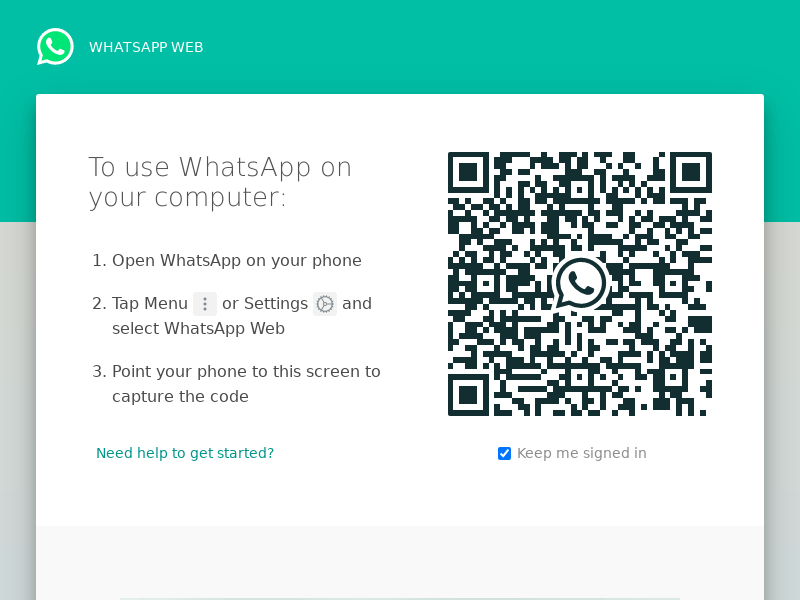 WHATSAPP WEB
To use WhatsApp on
your computer:
1. Open WhatsApp on your phone
2. Tap Menu or Settings and
select WhatsApp Web
3. Point your phone to this screen to
capture the code
Need help to get started?
Keep me signed in